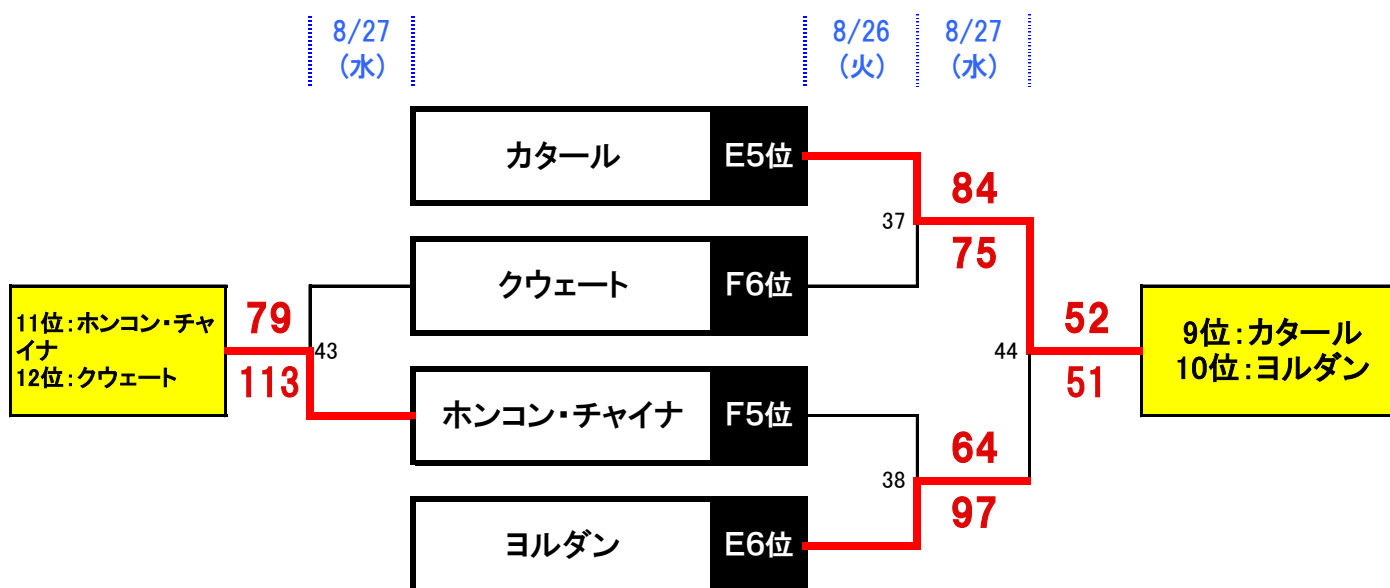 8/27
(水)
8/26
(火)
8/27
(水)
カタール
E5位
84
37
75
クウェート
F6位
11位:ホンコン・チャ
イナ
12位:クウェート
79
43
113
52
44
51
9位:カタール
10位:ヨルダン
ホンコン・チャイナ
F5位
64
38
97
ヨルダン
E6位